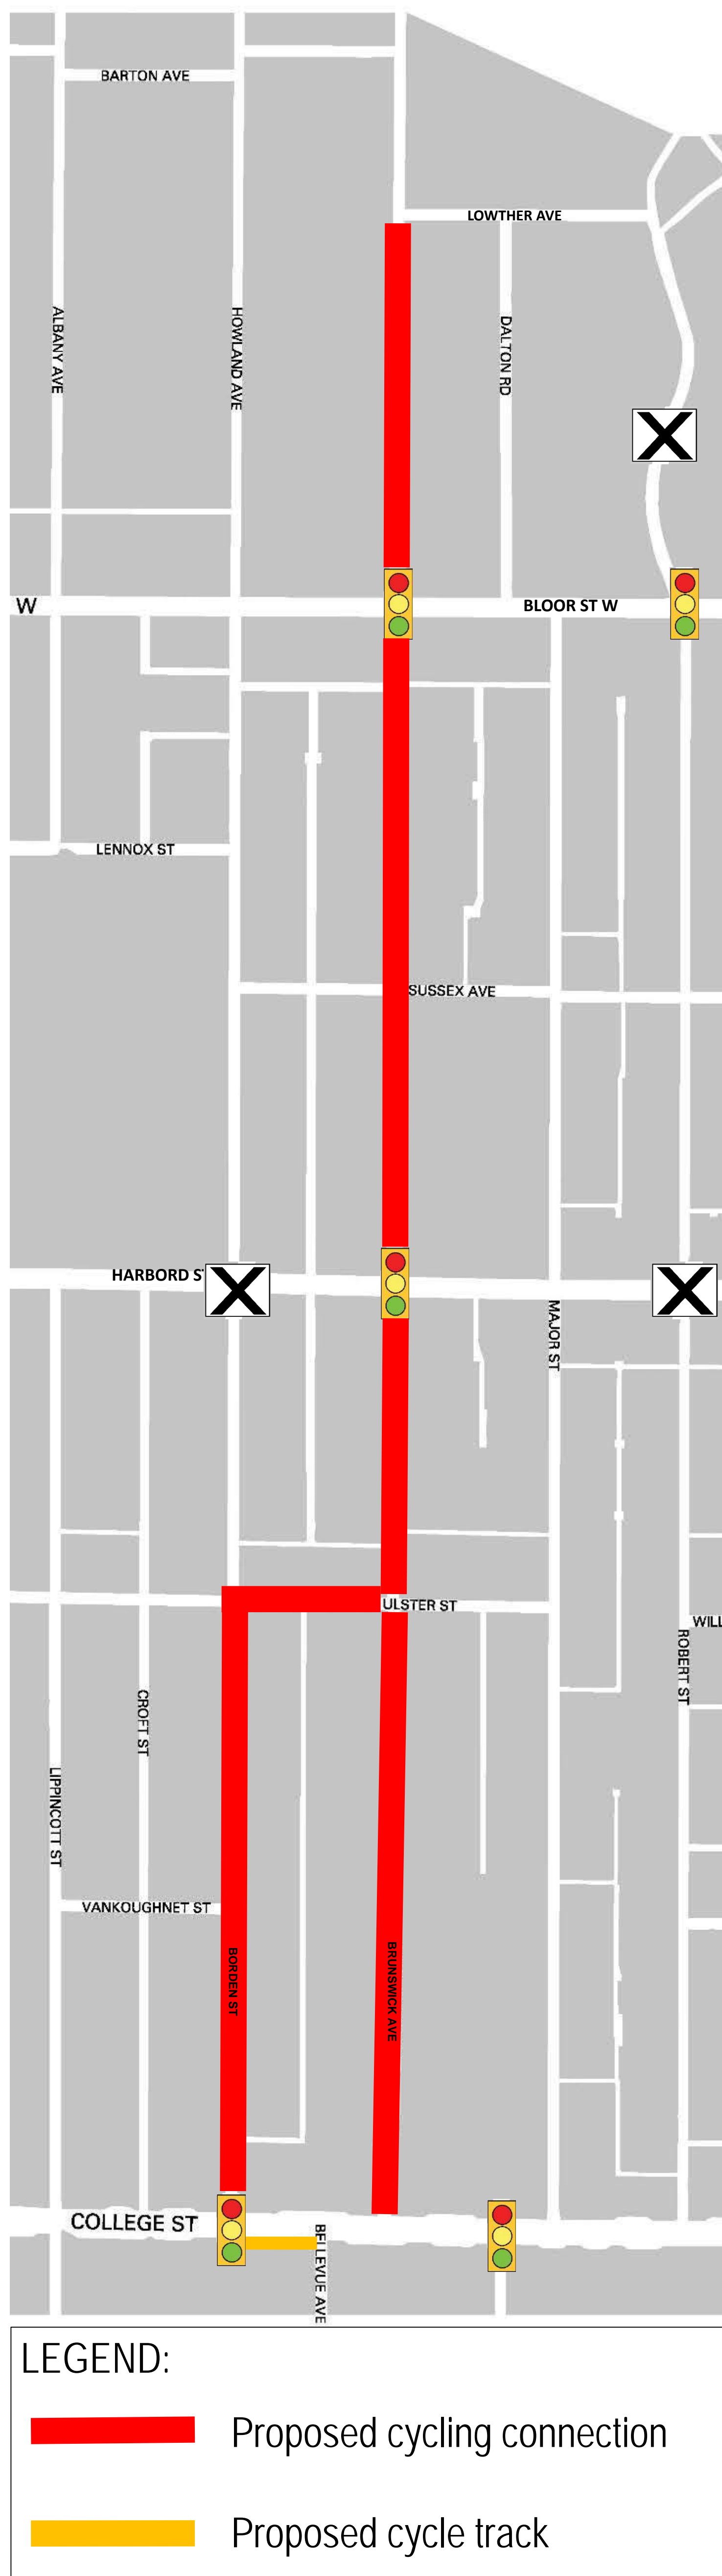 BARTON AVE
LOWTHER AVE
ALBANY AVE
HOWLAND AVE
DALTON RD
W
BLOOR ST W
LENNOX ST
SUSSEX AVE
HARBORD S
MAJOR ST
ULSTER ST
WILL
ROBERT ST
CROFT ST
LIPPINCOTT ST
VANKOUGHNET ST
BORDEN ST
BRUNSWICK AVE
COLLEGE ST
BELLEVUE AVE
LEGEND:
Proposed cycling connection
Proposed cycle track